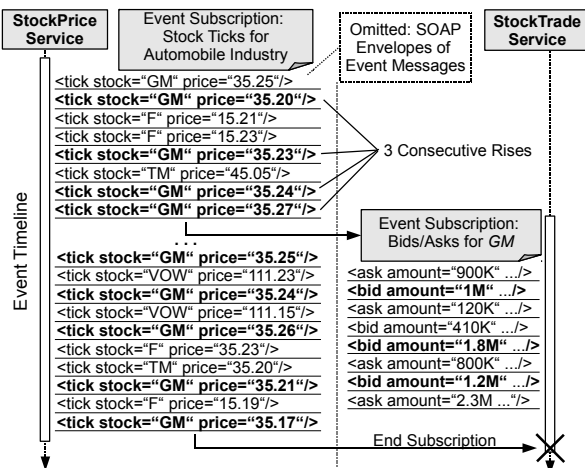 StockPrice
Service
Event Subscription:
Stock Ticks for
Automobile Industry
Omitted: SOAP
Envelopes of
Event Messages
StockTrade
Service
Event Timeline
<tick stock=“GM“ price=“35.25“/>
<tick stock=“GM“ price=“35.20“/>
<tick stock=“F“ price=“15.21“/>
<tick stock=“F“ price=“15.23“/>
<tick stock=“GM“ price=“35.23“/>
<tick stock=“TM“ price=“45.05“/>
<tick stock=“GM“ price=“35.24“/>
<tick stock=“GM“ price=“35.27“/>
3 Consecutive Rises
Event Subscription:
Bids/Asks for GM
. . .
<tick stock=“GM“ price=“35.25“/>
<tick stock=“VOW“ price=“111.23“/>
<tick stock=“GM“ price=“35.24“/>
<tick stock=“VOW“ price=“111.15“/>
<tick stock=“GM“ price=“35.26“/>
<tick stock=“F“ price=“35.23“/>
<tick stock=“TM“ price=“35.20“/>
<tick stock=“GM“ price=“35.21“/>
<tick stock=“F“ price=“15.19“/>
<tick stock=“GM“ price=“35.17“/>
<ask amount=“900K“ .../>
<bid amount=“1M“ .../>
<ask amount=“120K“ .../>
<bid amount=“410K“ .../>
<bid amount=“1.8M“ .../>
<ask amount=“800K“ .../>
<bid amount=“1.2M“ .../>
<ask amount=“2.3M ...“/>
End Subscription